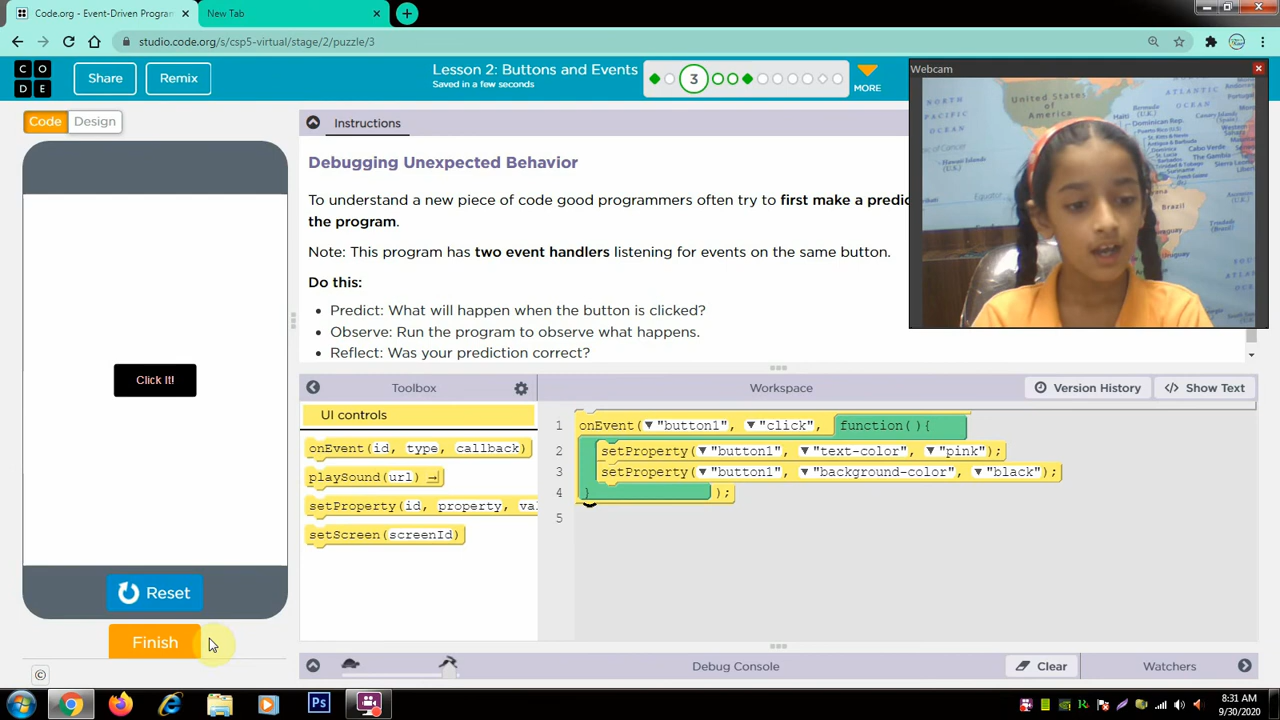 Code.org - Event-Driven Program
New Tab
studio.code.org/s/csp5-virtual/stage/2/puzzle/3
C O
D E
Share
Remix
Lesson 2: Buttons and Events
Saved in a few seconds
3
MORE
Webcam
Code
Design
Instructions
Debugging Unexpected Behavior
To understand a new piece of code good programmers often try to first make a predic
the program.
Note: This program has two event handlers listening for events on the same button.
Do this:
Predict: What will happen when the button is clicked?
Observe: Run the program to observe what happens.
Reflect: Was your prediction correct?
United States of
America
Click It!
Reset
Finish
©
Toolbox
Workspace
Version History
</> Show Text
UI controls
onEvent(id, type, callback)
playSound(url)
setProperty(id, property, val
setScreen(screenId)
1 onEvent( "button1", "click", function( ){
2 setProperty( "button1", "text-color", "pink");
3 setProperty( "button1", "background-color", "black");
4 } );
5
Debug Console
Clear
Watchers
Ps
8:31 AM
9/30/2020